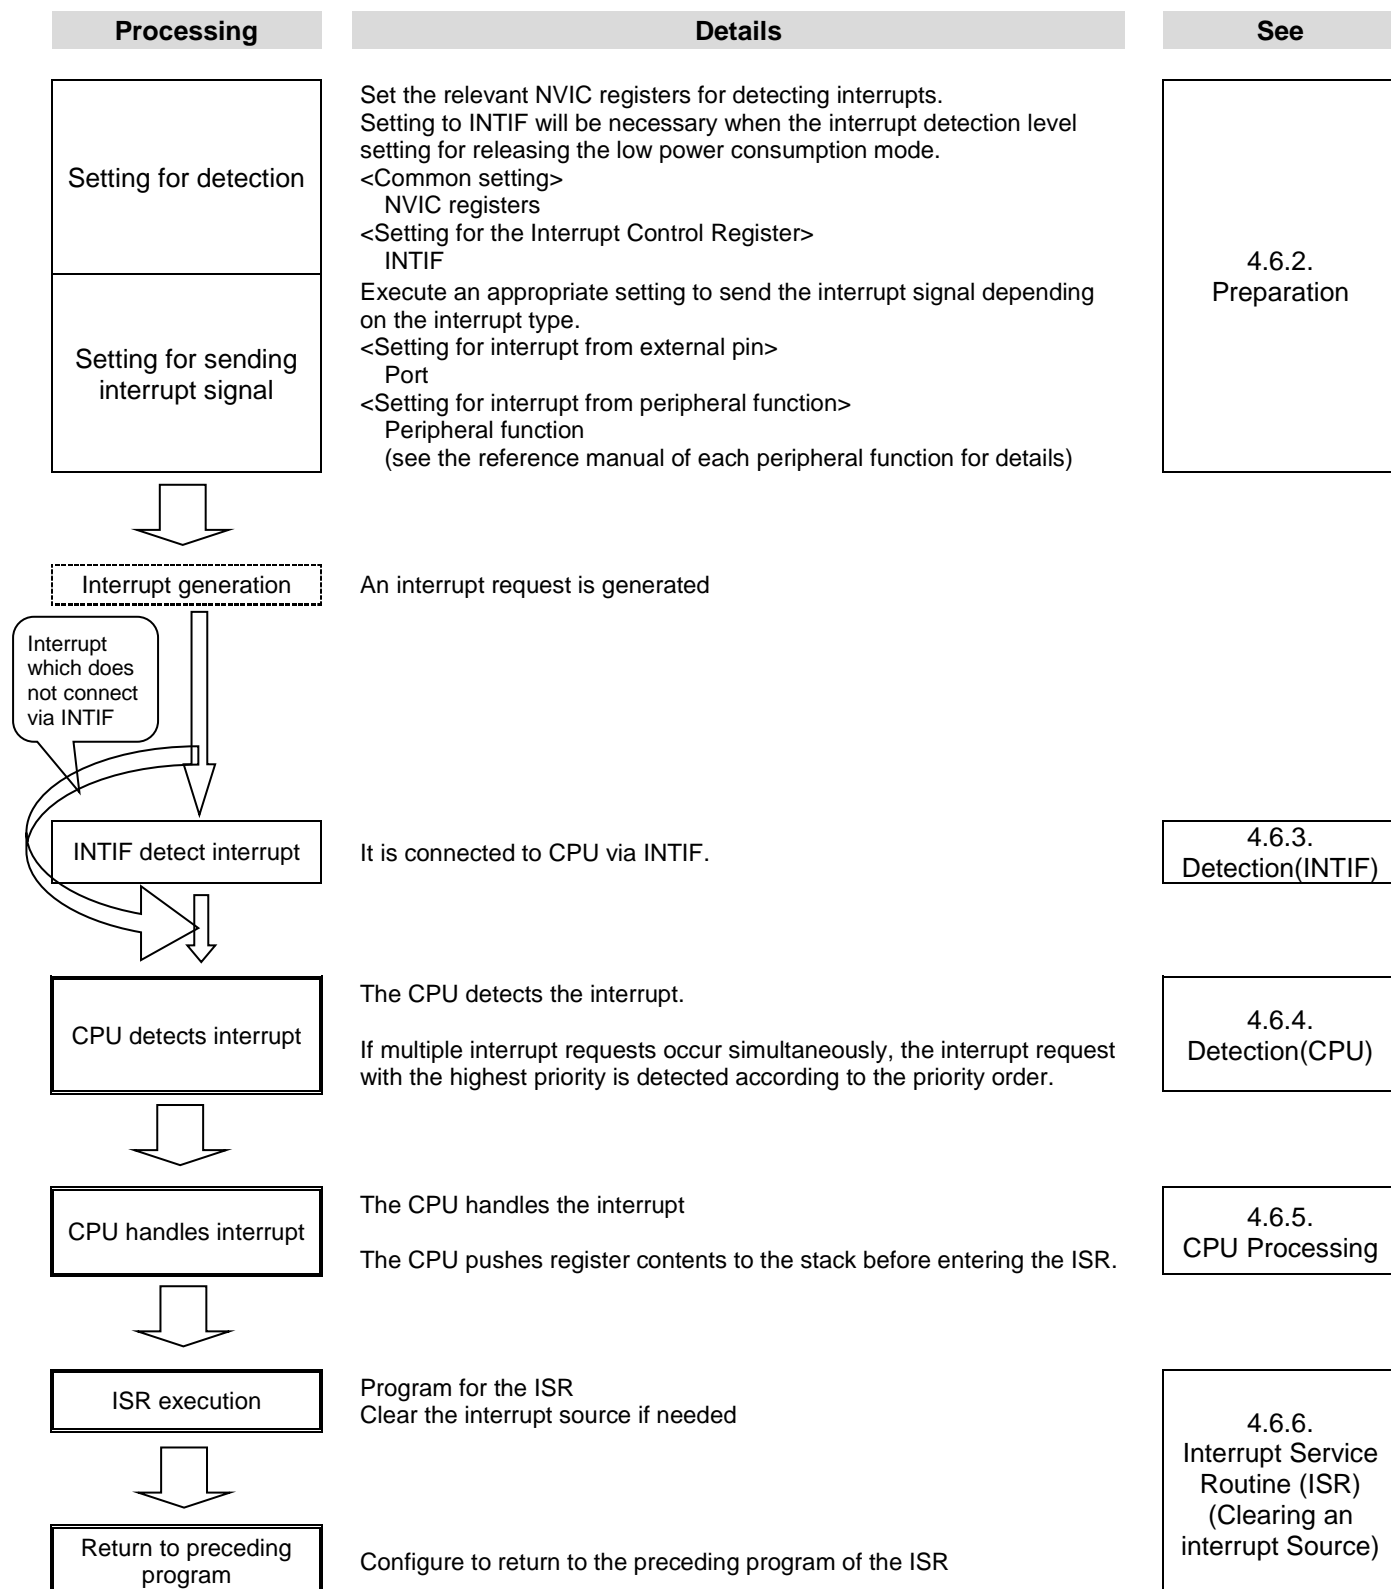 Processing
Details
See
Setting for detection
Set the relevant NVIC registers for detecting interrupts.
Setting to INTIF will be necessary when the interrupt detection level
setting for releasing the low power consumption mode.
<Common setting>
NVIC registers
<Setting for the Interrupt Control Register>
INTIF
4.6.2.
Preparation
Setting for sending
interrupt signal
Execute an appropriate setting to send the interrupt signal depending
on the interrupt type.
<Setting for interrupt from external pin>
Port
<Setting for interrupt from peripheral function>
Peripheral function
(see the reference manual of each peripheral function for details)
Interrupt generation
An interrupt request is generated
Interrupt
which does
not connect
via INTIF
INTIF detect interrupt
It is connected to CPU via INTIF.
4.6.3.
Detection(INTIF)
CPU detects interrupt
The CPU detects the interrupt.
If multiple interrupt requests occur simultaneously, the interrupt request
with the highest priority is detected according to the priority order.
4.6.4.
Detection(CPU)
CPU handles interrupt
The CPU handles the interrupt
The CPU pushes register contents to the stack before entering the ISR.
4.6.5.
CPU Processing
ISR execution
Program for the ISR
Clear the interrupt source if needed
4.6.6.
Interrupt Service
Routine (ISR)
(Clearing an
interrupt Source)
Return to preceding
program
Configure to return to the preceding program of the ISR